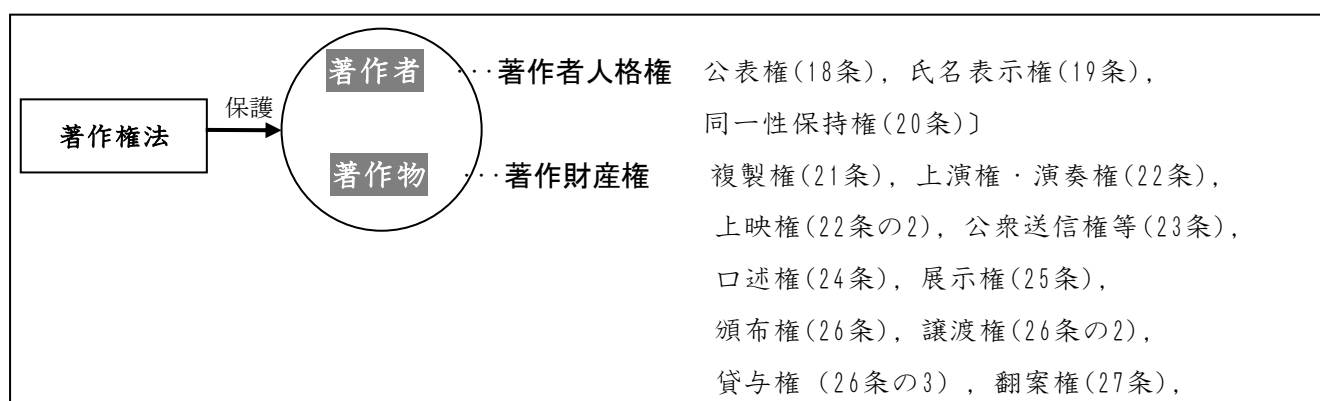 著作権法
保護
著作者 ···著作者人格権 公表権(18条), 氏名表示権(19条),
同一性保持権(20条)〕
著作物 ···著作財産権 複製権(21条), 上演権・演奏権(22条),
上映権(22条の2), 公衆送信権等(23条),
口述権(24条), 展示権(25条),
頒布権(26条), 譲渡権(26条の2),
貸与権 (26条の3) , 翻案権(27条),